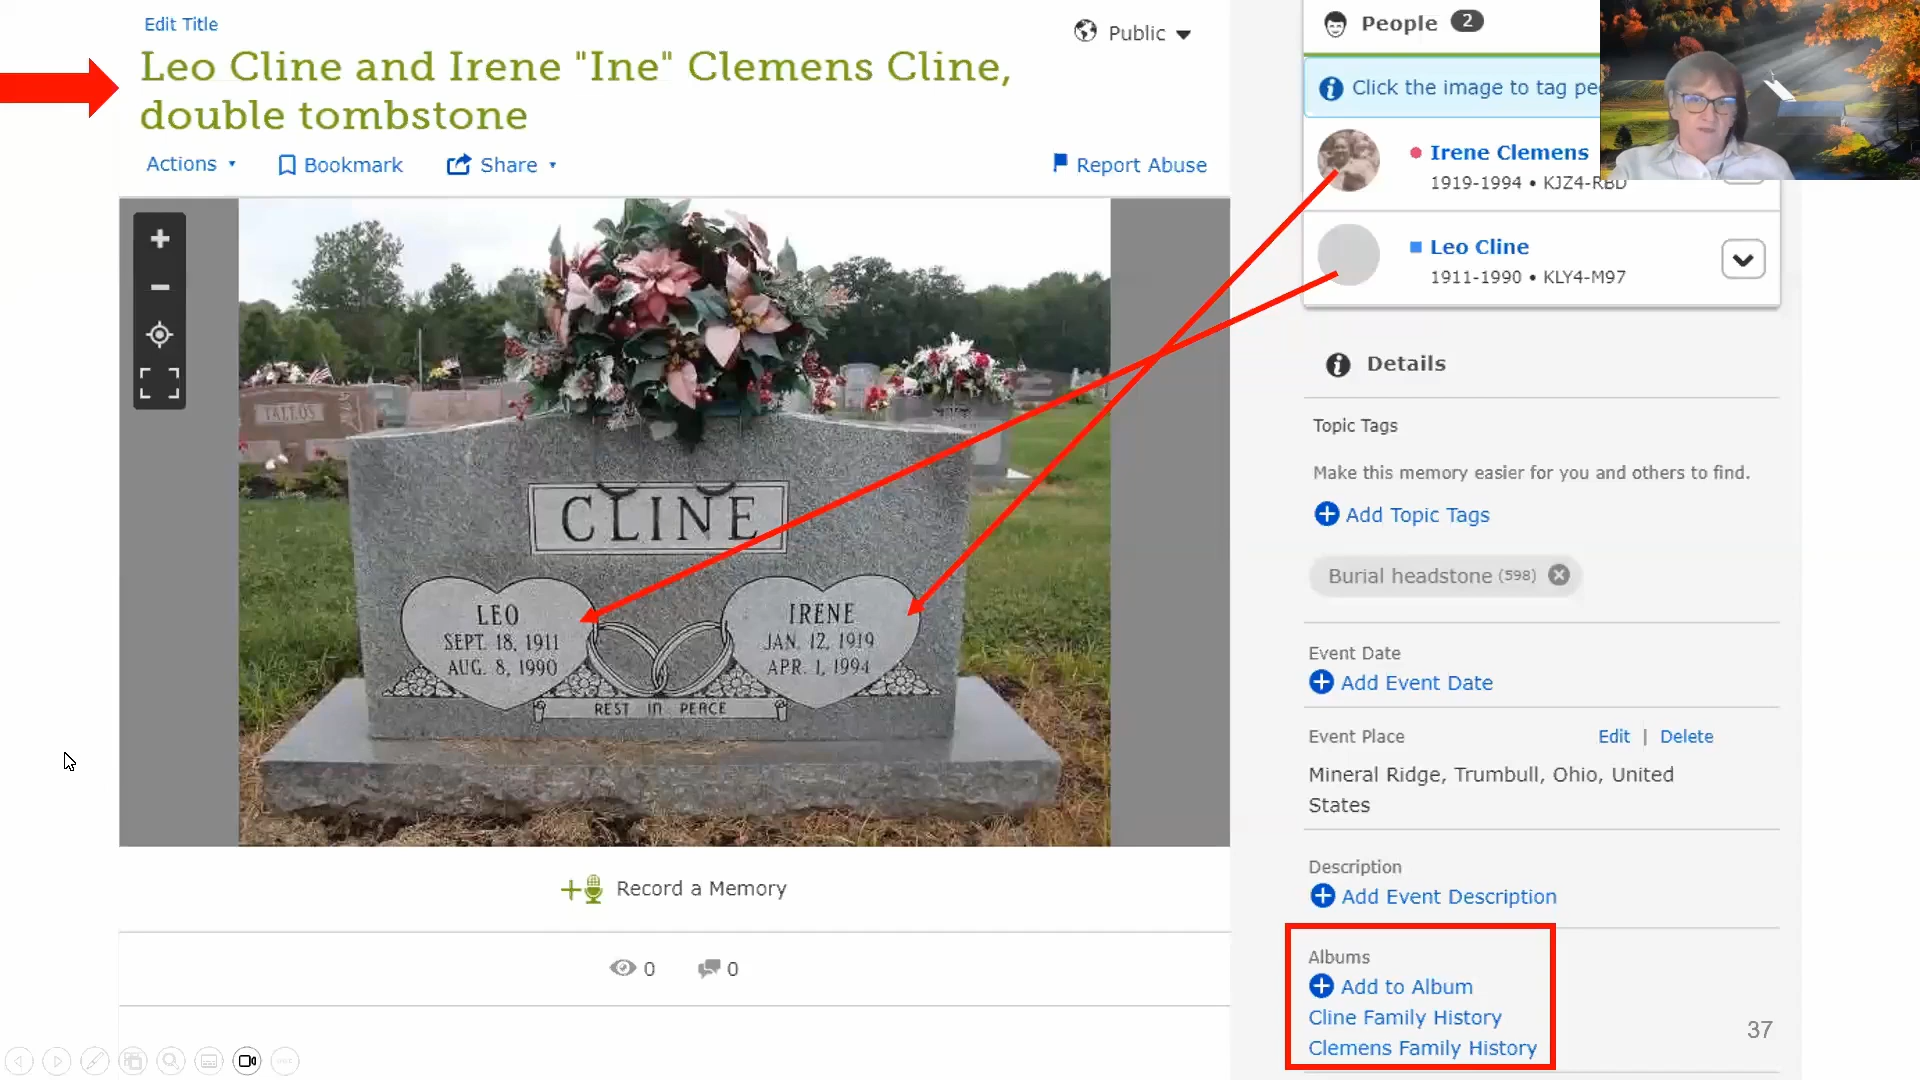 Edit Title
Leo Cline and Irene "Ine" Clemens Cline,
double tombstone
Public
Actions
Bookmark
Share
Report Abuse
TALLOS
CLINE
LEO
SEPT. 18, 1911
AUG. 8, 1990
IRENE
JAN. 12, 1919
APR. 1, 1994
REST IN PEACE
Record a Memory
0
0
People 2
Click the image to tag
Irene Clemens
1919-1994 • KJZ4-RBD
Leo Cline
1911-1990 • KLY4-M97
Details
Topic Tags
Make this memory easier for you and others to find.
Add Topic Tags
Burial headstone (598)
Event Date
Add Event Date
Event Place
Edit | Delete
Mineral Ridge, Trumbull, Ohio, United
States
Description
Add Event Description
Albums
Add to Album
Cline Family History
Clemens Family History
37